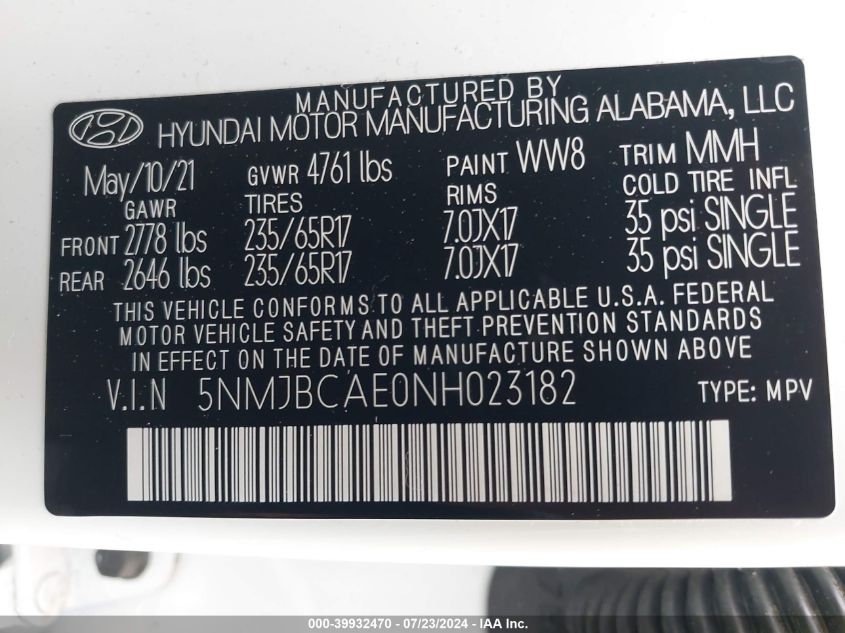 MANUFACTURED BY
HYUNDAI MOTOR MANUFACTURING ALABAMA, LLC
May/10/21 GVWR 4761 lbs PAINT WW8 TRIM MMH
GAWR TIRES RIMS COLD TIRE INFL
FRONT 2778 lbs 235/65R17 7.0JX17 35 psi SINGLE
REAR 2646 lbs 235/65R17 7.0JX17 35 psi SINGLE
THIS VEHICLE CONFORMS TO ALL APPLICABLE U.S.A. FEDERAL
MOTOR VEHICLE SAFETY AND THEFT PREVENTION STANDARDS
IN EFFECT ON THE DATE OF MANUFACTURE SHOWN ABOVE.
V.I.N 5NMJBCAE0NH023182 TYPE: MPV
000-39932470 - 07/23/2024 - IAA Inc.